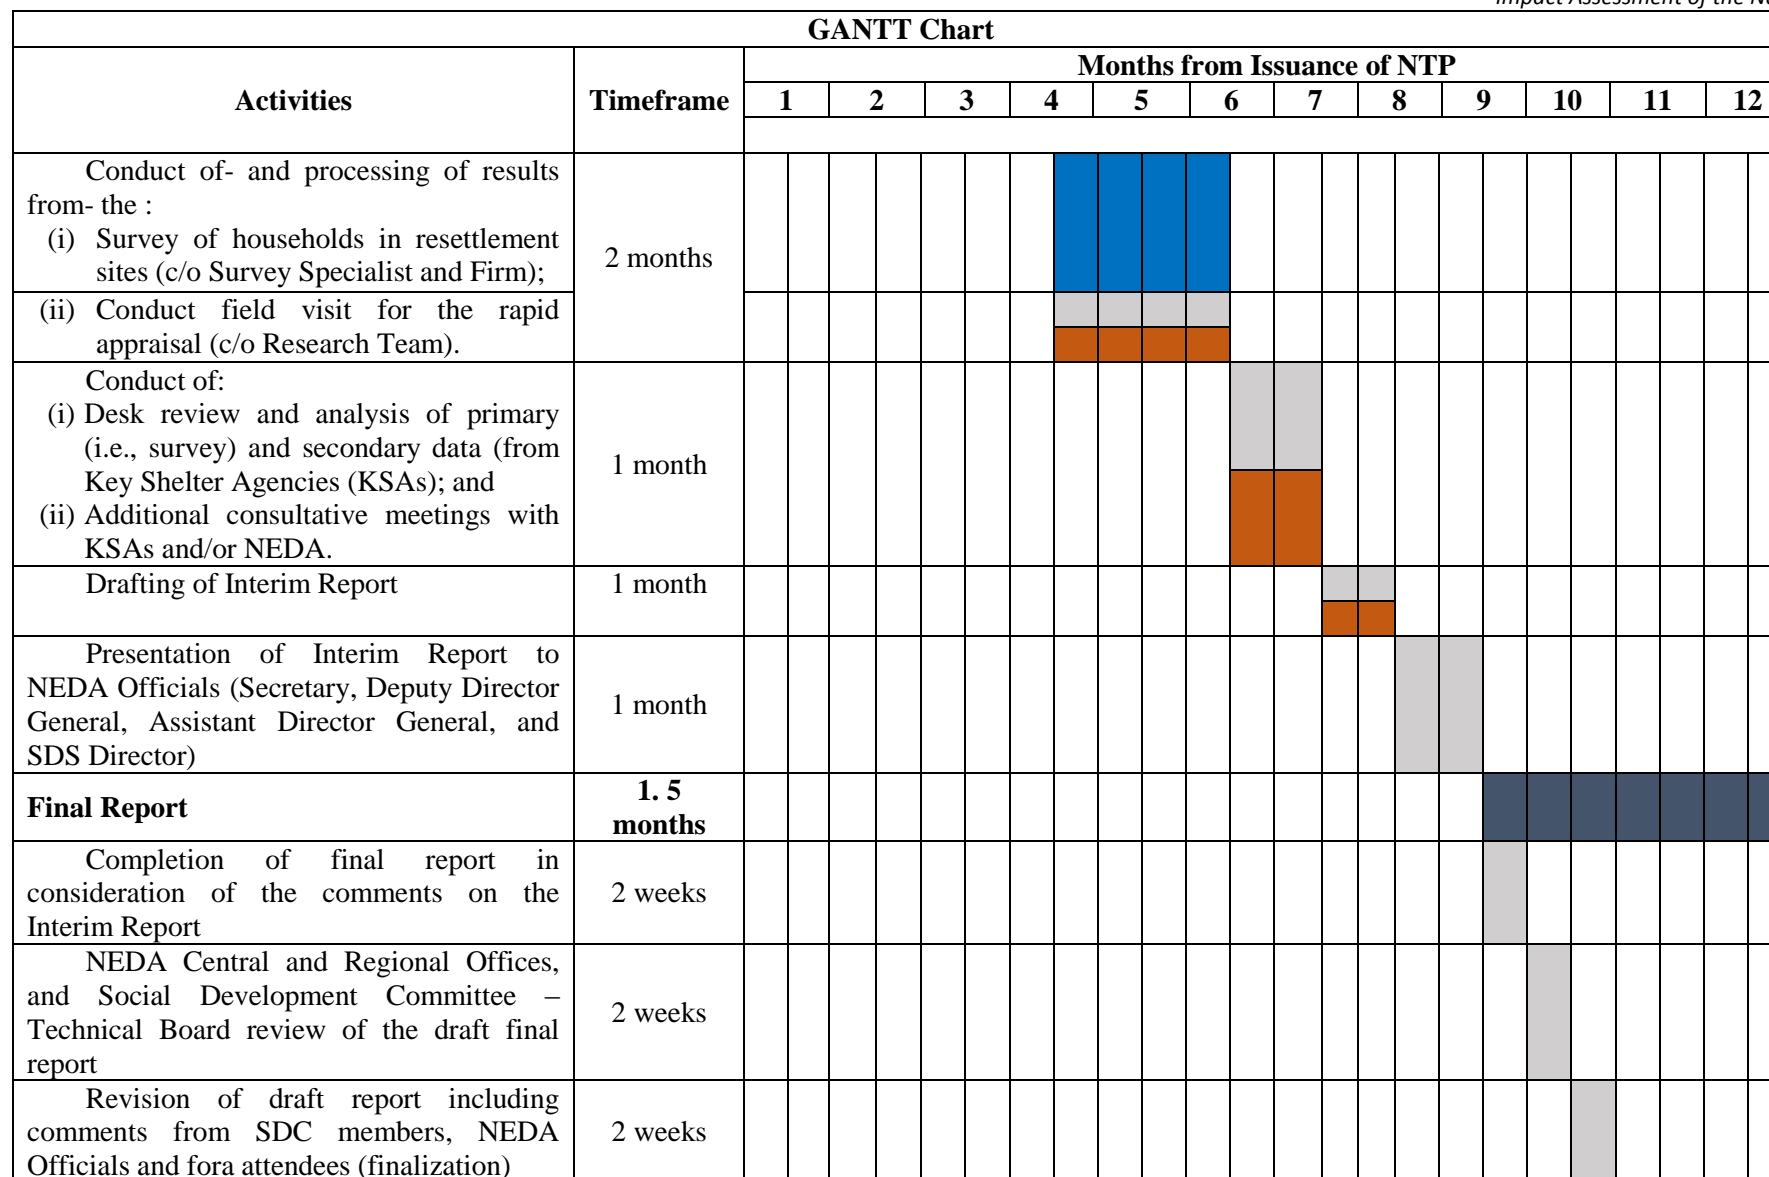 Impact Assessment of the
GANTT Chart
Activities
Timeframe
Months from Issuance of NTP
1 2 3 4 5 6 7 8 9 10 11 12
Conduct of- and processing of results
from- the :
(i) Survey of households in resettlement
sites (c/o Survey Specialist and Firm);
2 months
(ii) Conduct field visit for the rapid
appraisal (c/o Research Team).
Conduct of:
(i) Desk review and analysis of primary
(i.e., survey) and secondary data (from
Key Shelter Agencies (KSAs); and
(ii) Additional consultative meetings with
KSAs and/or NEDA.
1 month
Drafting of Interim Report
1 month
Presentation of Interim Report to
NEDA Officials (Secretary, Deputy Director
General, Assistant Director General, and
SDS Director)
1 month
Final Report
1. 5
months
Completion of final report in
consideration of the comments on the
Interim Report
2 weeks
NEDA Central and Regional Offices,
and Social Development Committee –
Technical Board review of the draft final
report
2 weeks
Revision of draft report including
comments from SDC members, NEDA
Officials and fora attendees (finalization)
2 weeks